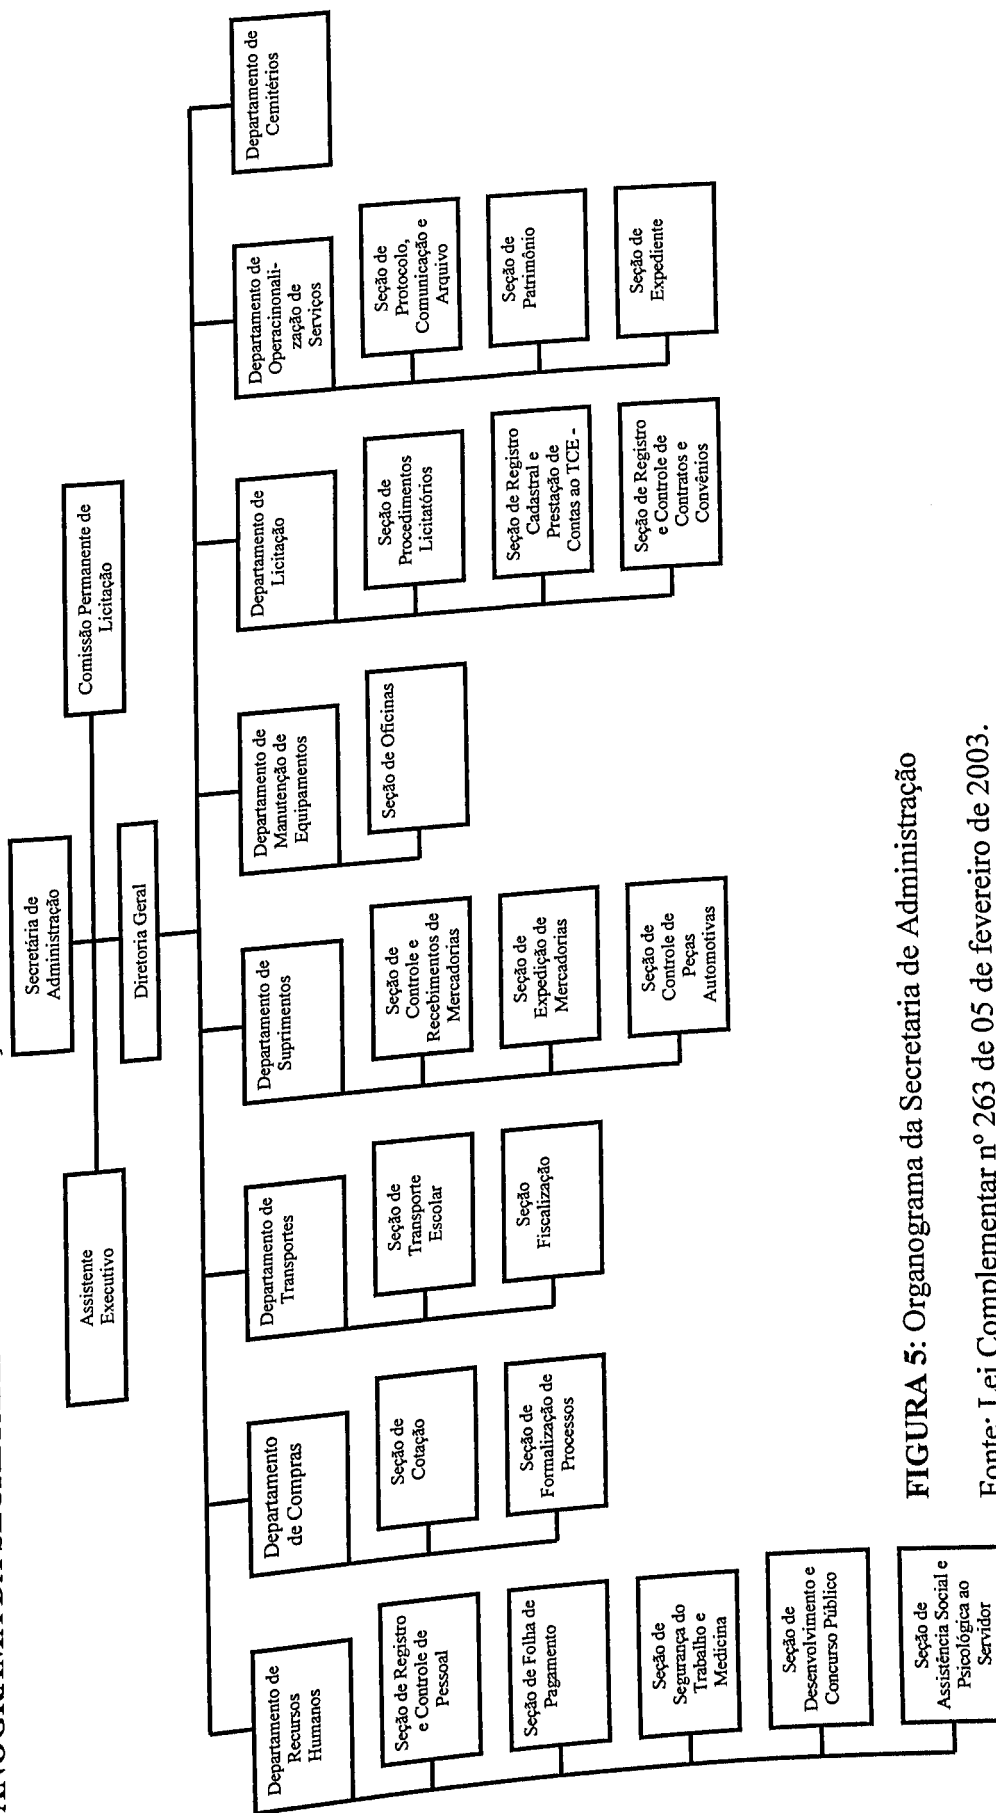 Secretária de
Administração
Assistente
Executivo
Comissão Permanente de
Licitação
Diretoria Geral
Departamento de
Recursos
Humanos
Seção de Registro
e Controle de
Pessoal
Seção de Folha de
Pagamento
Seção de
Segurança do
Trabalho e
Medicina
Seção de
Desenvolvimento e
Concurso Público
Seção de
Assistência Social e
Psicológica ao
Servidor
Departamento
de Compras
Seção de
Cotação
Seção de
Formalização de
Processos
Departamento de
Transportes
Seção de
Transporte
Escolar
Seção
Fiscalização
Departamento de
Suprimentos
Seção de
Controle e
Recebimentos de
Mercadorias
Seção de
Expedição de
Mercadorias
Seção de
Controle de
Peças
Automotivas
Departamento de
Manutenção de
Equipamentos
Seção de Oficinas
Departamento de
Licitação
Seção de
Procedimentos
Licitatórios
Seção de Registro
Cadastral e
Prestação de
Contas ao TCE -
Seção de Registro
e Controle de
Contratos e
Convênios
Departamento de
Operacinonali-
zação de
Serviços
Seção de
Protocolo,
Comunicação e
Arquivo
Seção de
Patrimônio
Seção de
Expediente
Departamento de
Cemitérios
FIGURA 5: Organograma da Secretaria de Administração
Fonte: Lei Complementar nº 263 de 05 de fevereiro de 2003.